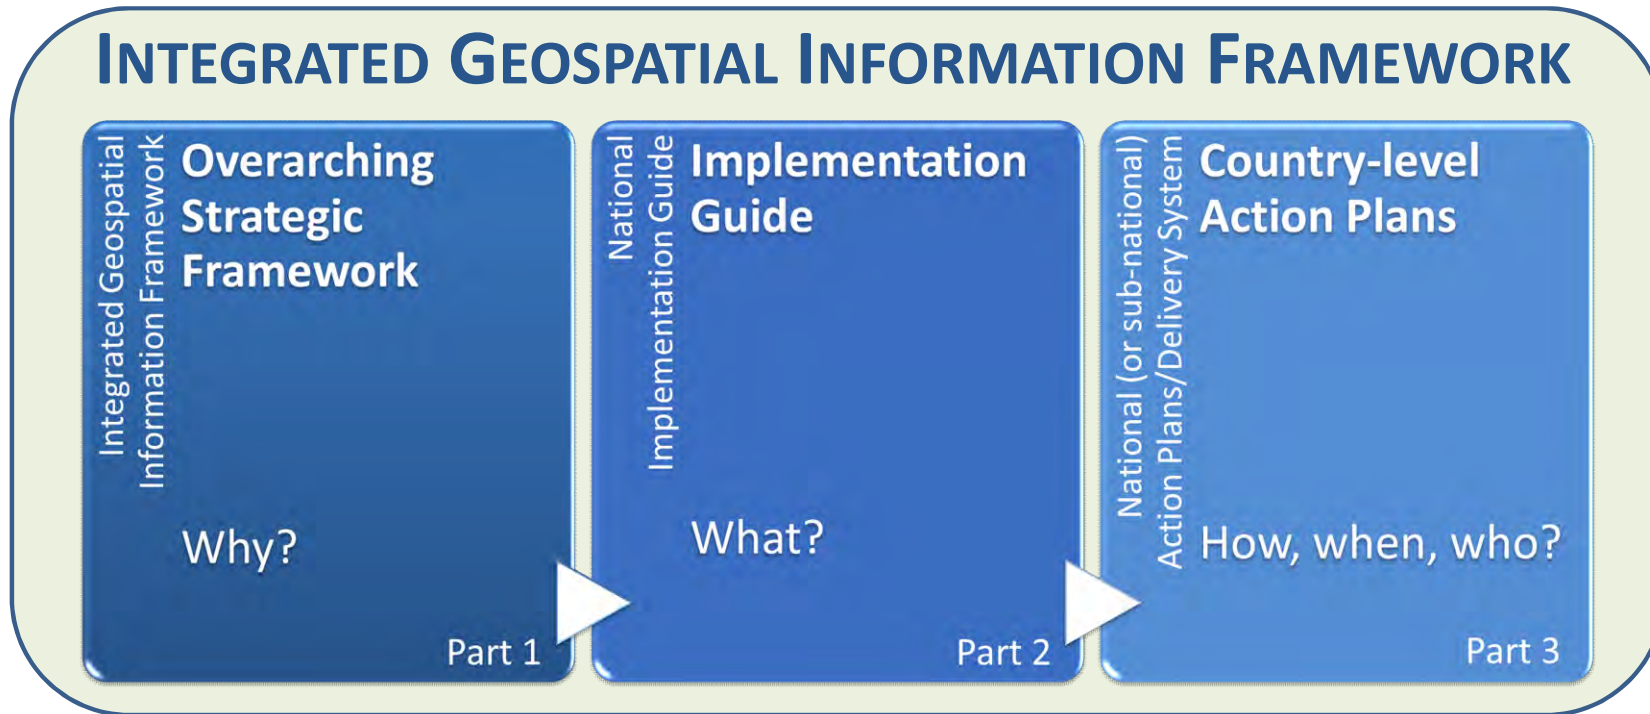 INTEGRATED GEOSPATIAL INFORMATION FRAMEWORK
Integrated Geospatial
Information Framework
Overarching
Strategic
Framework
Why?
Part 1
National
Implementation Guide
Implementation
Guide
What?
Part 2
National (or sub-national)
Action Plans/Delivery System
Country-level
Action Plans
How, when, who?
Part 3